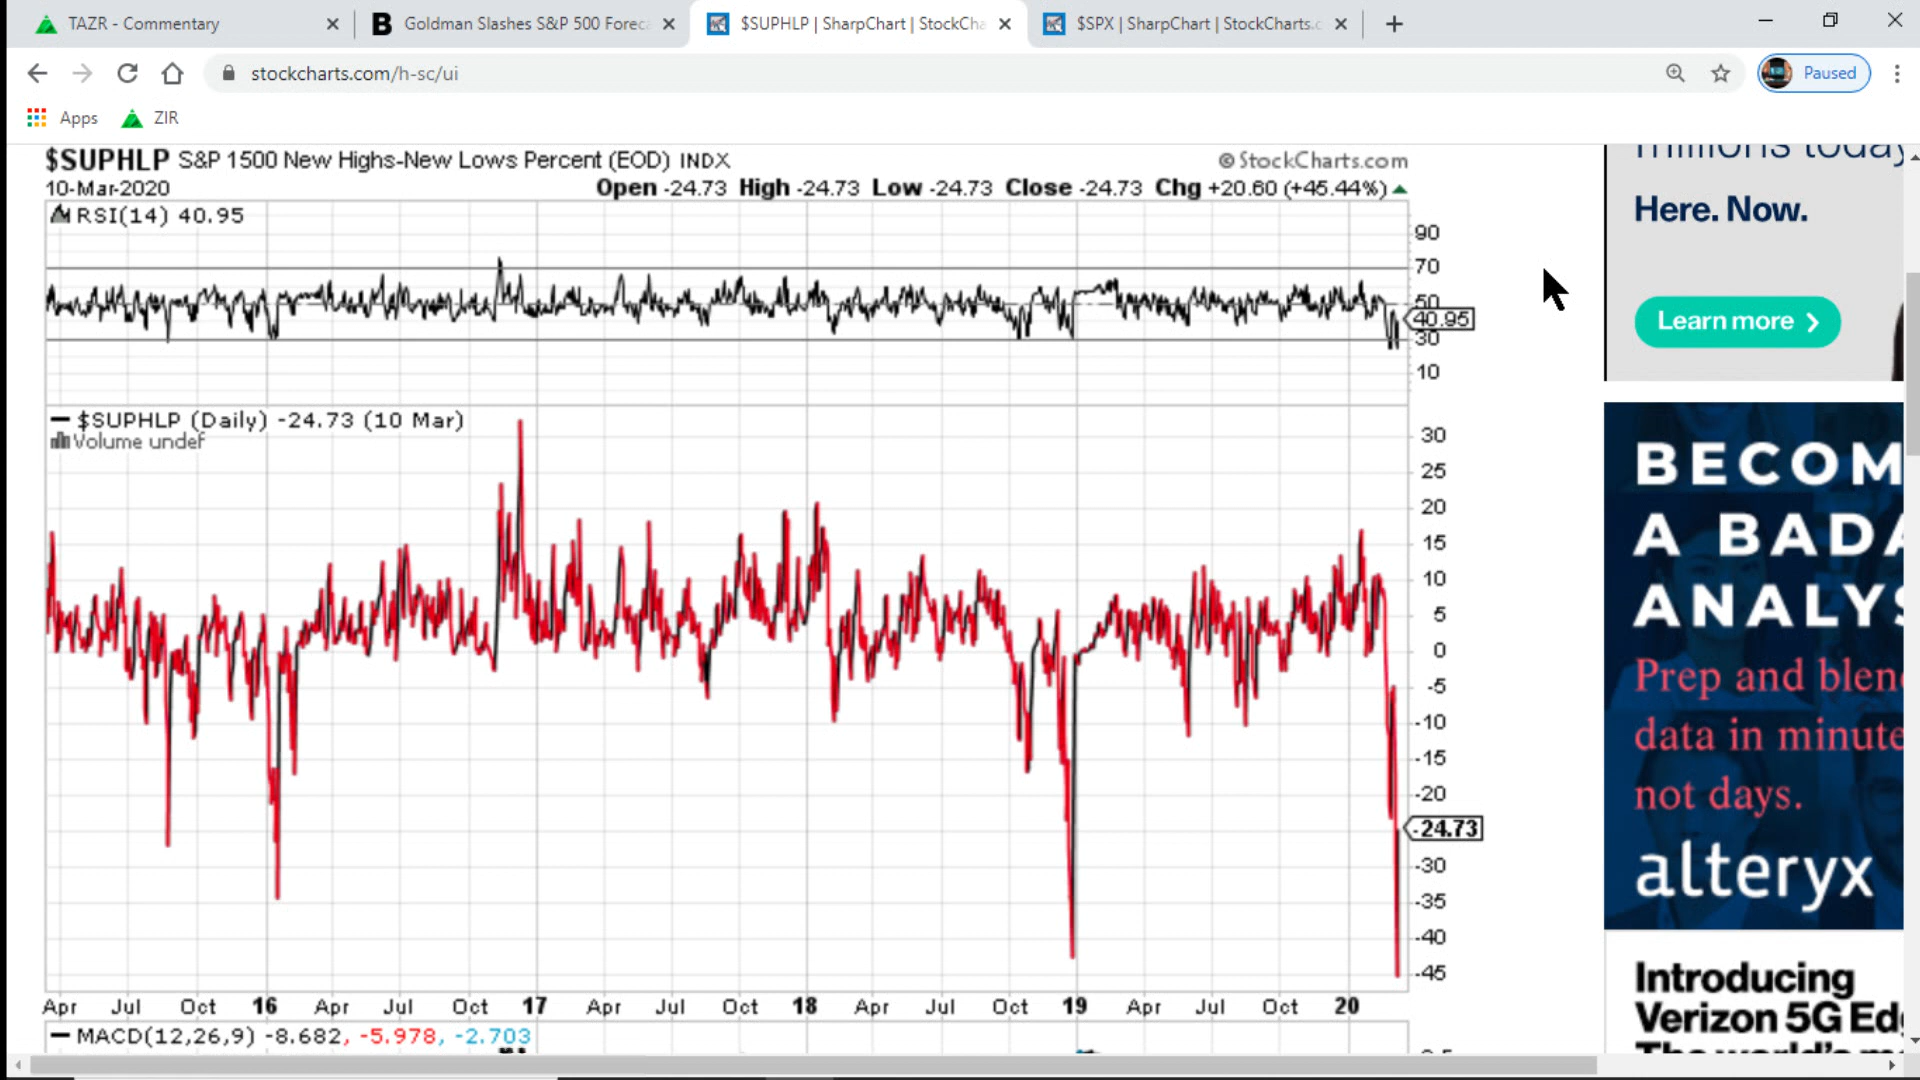 TAZR - Commentary
Goldman Slashes S&P 500 Foreca
$SUPHLP | SharpChart | StockCha
$SPX | SharpChart | StockCharts.c
stockcharts.com/h-sc/ui
Paused
Apps
ZIR
$SUPHLP S&P 1500 New Highs-New Lows Percent (EOD) INDX
© StockCharts.com
10-Mar-2020
Open -24.73 High -24.73 Low -24.73 Close -24.73 Chg +20.60 (+45.44%)
RSI(14) 40.95
90
70
50
40.95
30
10
$SUPHLP (Daily) -24.73 (10 Mar)
Volume undef
30
25
20
15
10
5
0
-5
-10
-15
-20
-24.73
-30
-35
-40
-45
Apr Jul Oct 16 Apr Jul Oct 17 Apr Jul Oct 18 Apr Jul Oct 19 Apr Jul Oct 20
MACD(12,26,9) -8.682, -5.978, -2.703
millions today
Here. Now.
Learn more
BECOM
A BADA
ANALYS
Prep and blen
data in minute
not days.
alteryx
Introducing
Verizon 5G Edg